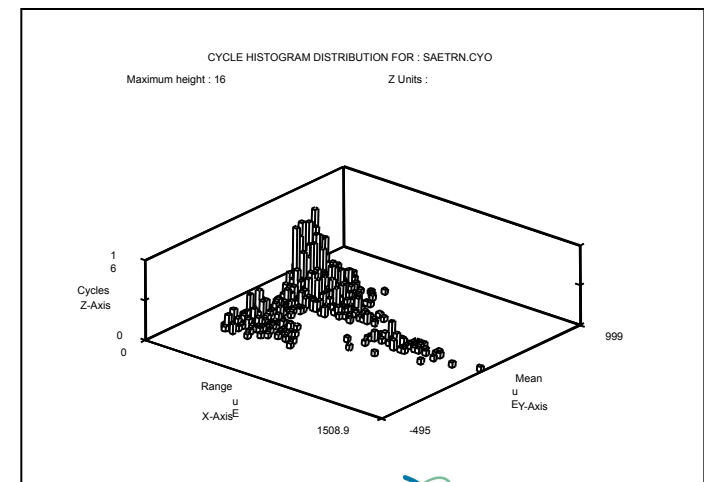 CYCLE HISTOGRAM DISTRIBUTION FOR : SAETRN.CYO
Maximum height : 16
Z Units :
1
6
Cycles
Z-Axis
0
0
Range
u
E
X-Axis
1508.9
-495
Mean
u
E
Y-Axis
999